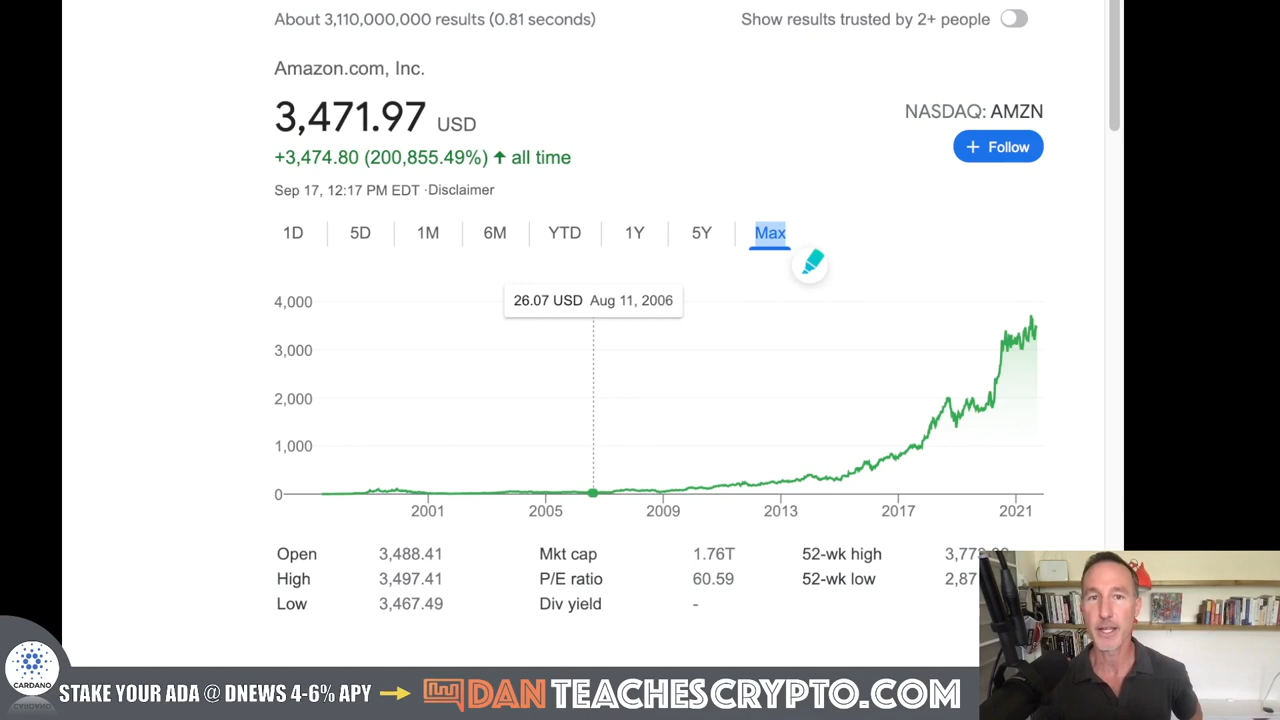 About 3,110,000,000 results (0.81 seconds)
Show results trusted by 2+ people
Amazon.com, Inc.
3,471.97 USD
NASDAQ: AMZN
+3,474.80 (200,855.49%) ↑ all time
+ Follow
Sep 17, 12:17 PM EDT ·Disclaimer
1D 5D 1M 6M YTD 1Y 5Y Max
26.07 USD Aug 11, 2006
4,000
3,000
2,000
1,000
0
2001 2005 2009 2013 2017 2021
Open 3,488.41 Mkt cap 1.76T 52-wk high
High 3,497.41 P/E ratio 60.59 52-wk low
Low 3,467.49 Div yield -
CARDANO
STAKE YOUR ADA @ DNEWS 4-6% APY
DAN TEACHESCRYPTO.COM